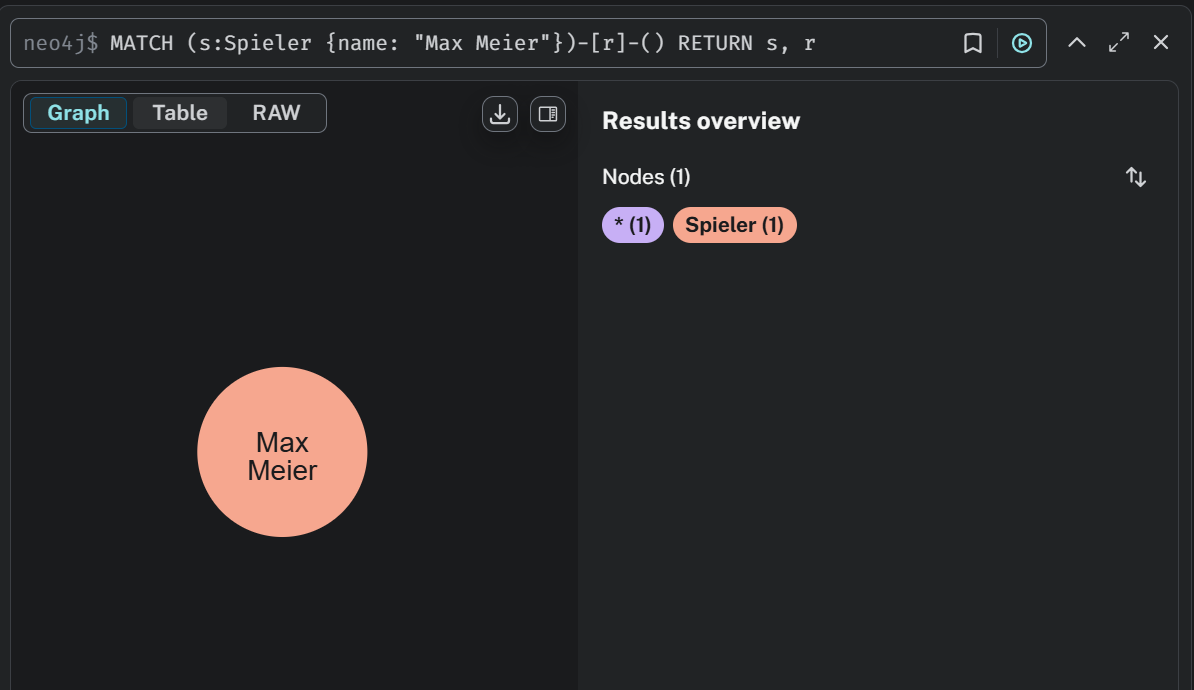 neo4j$ MATCH (s:Spieler {name: "Max Meier"})-[r]-() RETURN s, r
Graph Table RAW
Results overview
Nodes (1)
* (1) Spieler (1)
Max
Meier